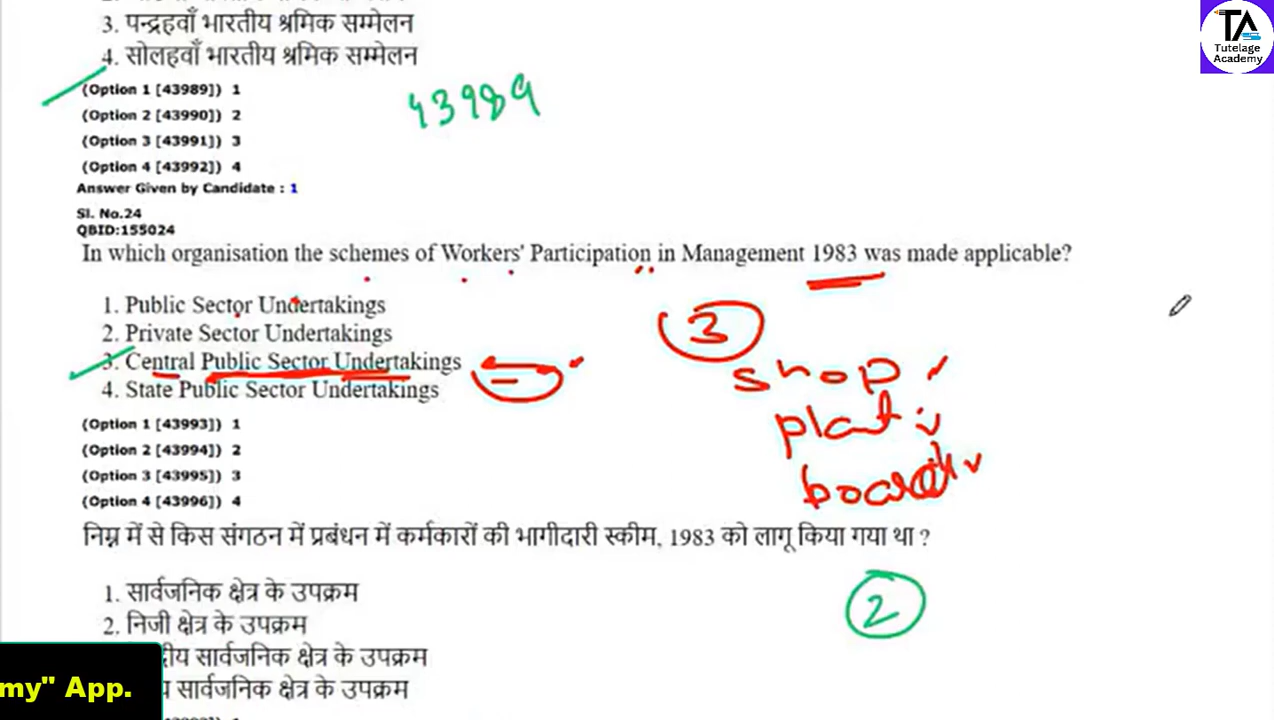 3. पन्द्रहवाँ भारतीय श्रमिक सम्मेलन
4. सोलहवाँ भारतीय श्रमिक सम्मेलन
TA
Tutelage
Academy
(Option 1 [43989]) 1
43989
(Option 2 [43990]) 2
(Option 3 [43991]) 3
(Option 4 [43992]) 4
Answer Given by Candidate : 1
Sl. No.24
QBID:155024
In which organisation the schemes of Workers' Participation in Management 1983 was made applicable?
1. Public Sector Undertakings
2. Private Sector Undertakings
3. Central Public Sector Undertakings
4. State Public Sector Undertakings
3
shop
plat
board
(Option 1 [43993]) 1
(Option 2 [43994]) 2
(Option 3 [43995]) 3
(Option 4 [43996]) 4
निम्न में से किस संगठन में प्रबंधन में कर्मकारों की भागीदारी स्कीम, 1983 को लागू किया गया था ?
1. सार्वजनिक क्षेत्र के उपक्रम
2. निजी क्षेत्र के उपक्रम
सार्वजनिक क्षेत्र के उपक्रम
सार्वजनिक क्षेत्र के उपक्रम
2
my" App.